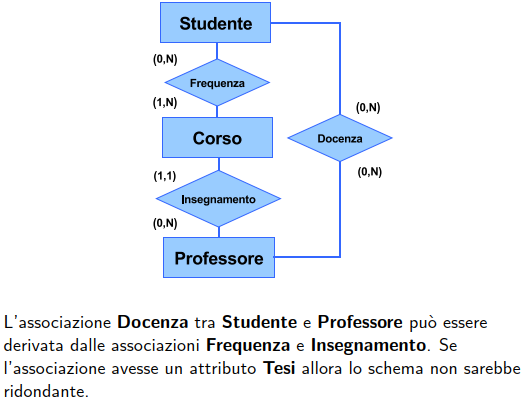 Studente
(0,N)
Frequenza
(1,N)
(0,N)
Corso
Docenza
(1,1)
(0,N)
Insegnamento
(0,N)
Professore
L'associazione Docenza tra Studente e Professore può essere
derivata dalle associazioni Frequenza e Insegnamento. Se
l'associazione avesse un attributo Tesi allora lo schema non sarebbe
ridondante.